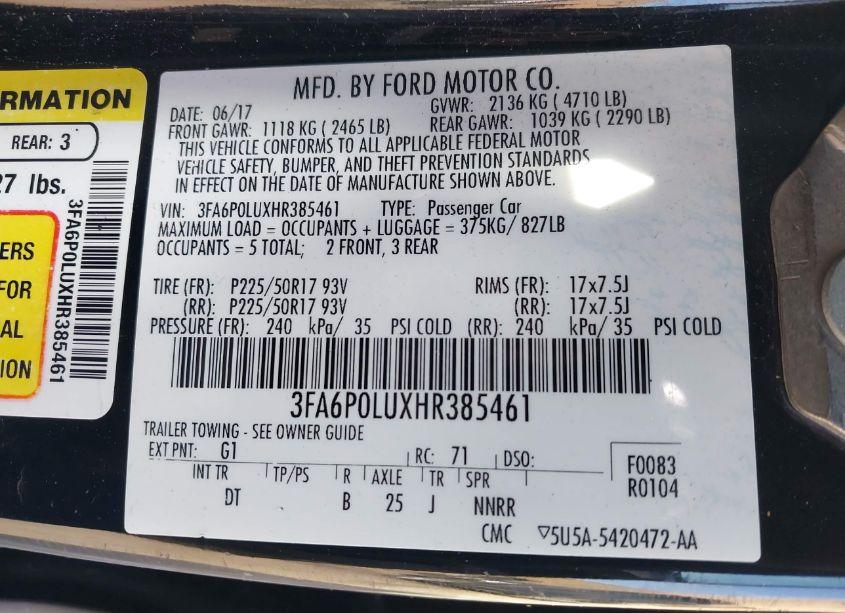 RMATION
REAR: 3
27 lbs.
ERS
FOR
AL
ION
3FA6P0LUXHR385461
MFD. BY FORD MOTOR CO.
DATE: 06/17 GVWR: 2136 KG ( 4710 LB)
FRONT GAWR: 1118 KG ( 2465 LB) REAR GAWR: 1039 KG ( 2290 LB)
THIS VEHICLE CONFORMS TO ALL APPLICABLE FEDERAL MOTOR
VEHICLE SAFETY, BUMPER, AND THEFT PREVENTION STANDARDS
IN EFFECT ON THE DATE OF MANUFACTURE SHOWN ABOVE.
VIN: 3FA6P0LUXHR385461 TYPE: Passenger Car
MAXIMUM LOAD = OCCUPANTS + LUGGAGE = 375KG/ 827LB
OCCUPANTS = 5 TOTAL; 2 FRONT, 3 REAR
TIRE (FR): P225/50R17 93V RIMS (FR): 17x7.5J
(RR): P225/50R17 93V (RR): 17x7.5J
PRESSURE (FR): 240 kPa/ 35 PSI COLD (RR): 240 kPa/ 35 PSI COLD
3FA6P0LUXHR385461
TRAILER TOWING - SEE OWNER GUIDE
EXT PNT: G1 RC: 71 DSO: F0083
R0104
INT TR TP/PS R AXLE TR SPR
DT B 25 J NNRR
CMC ▽5U5A-5420472-AA